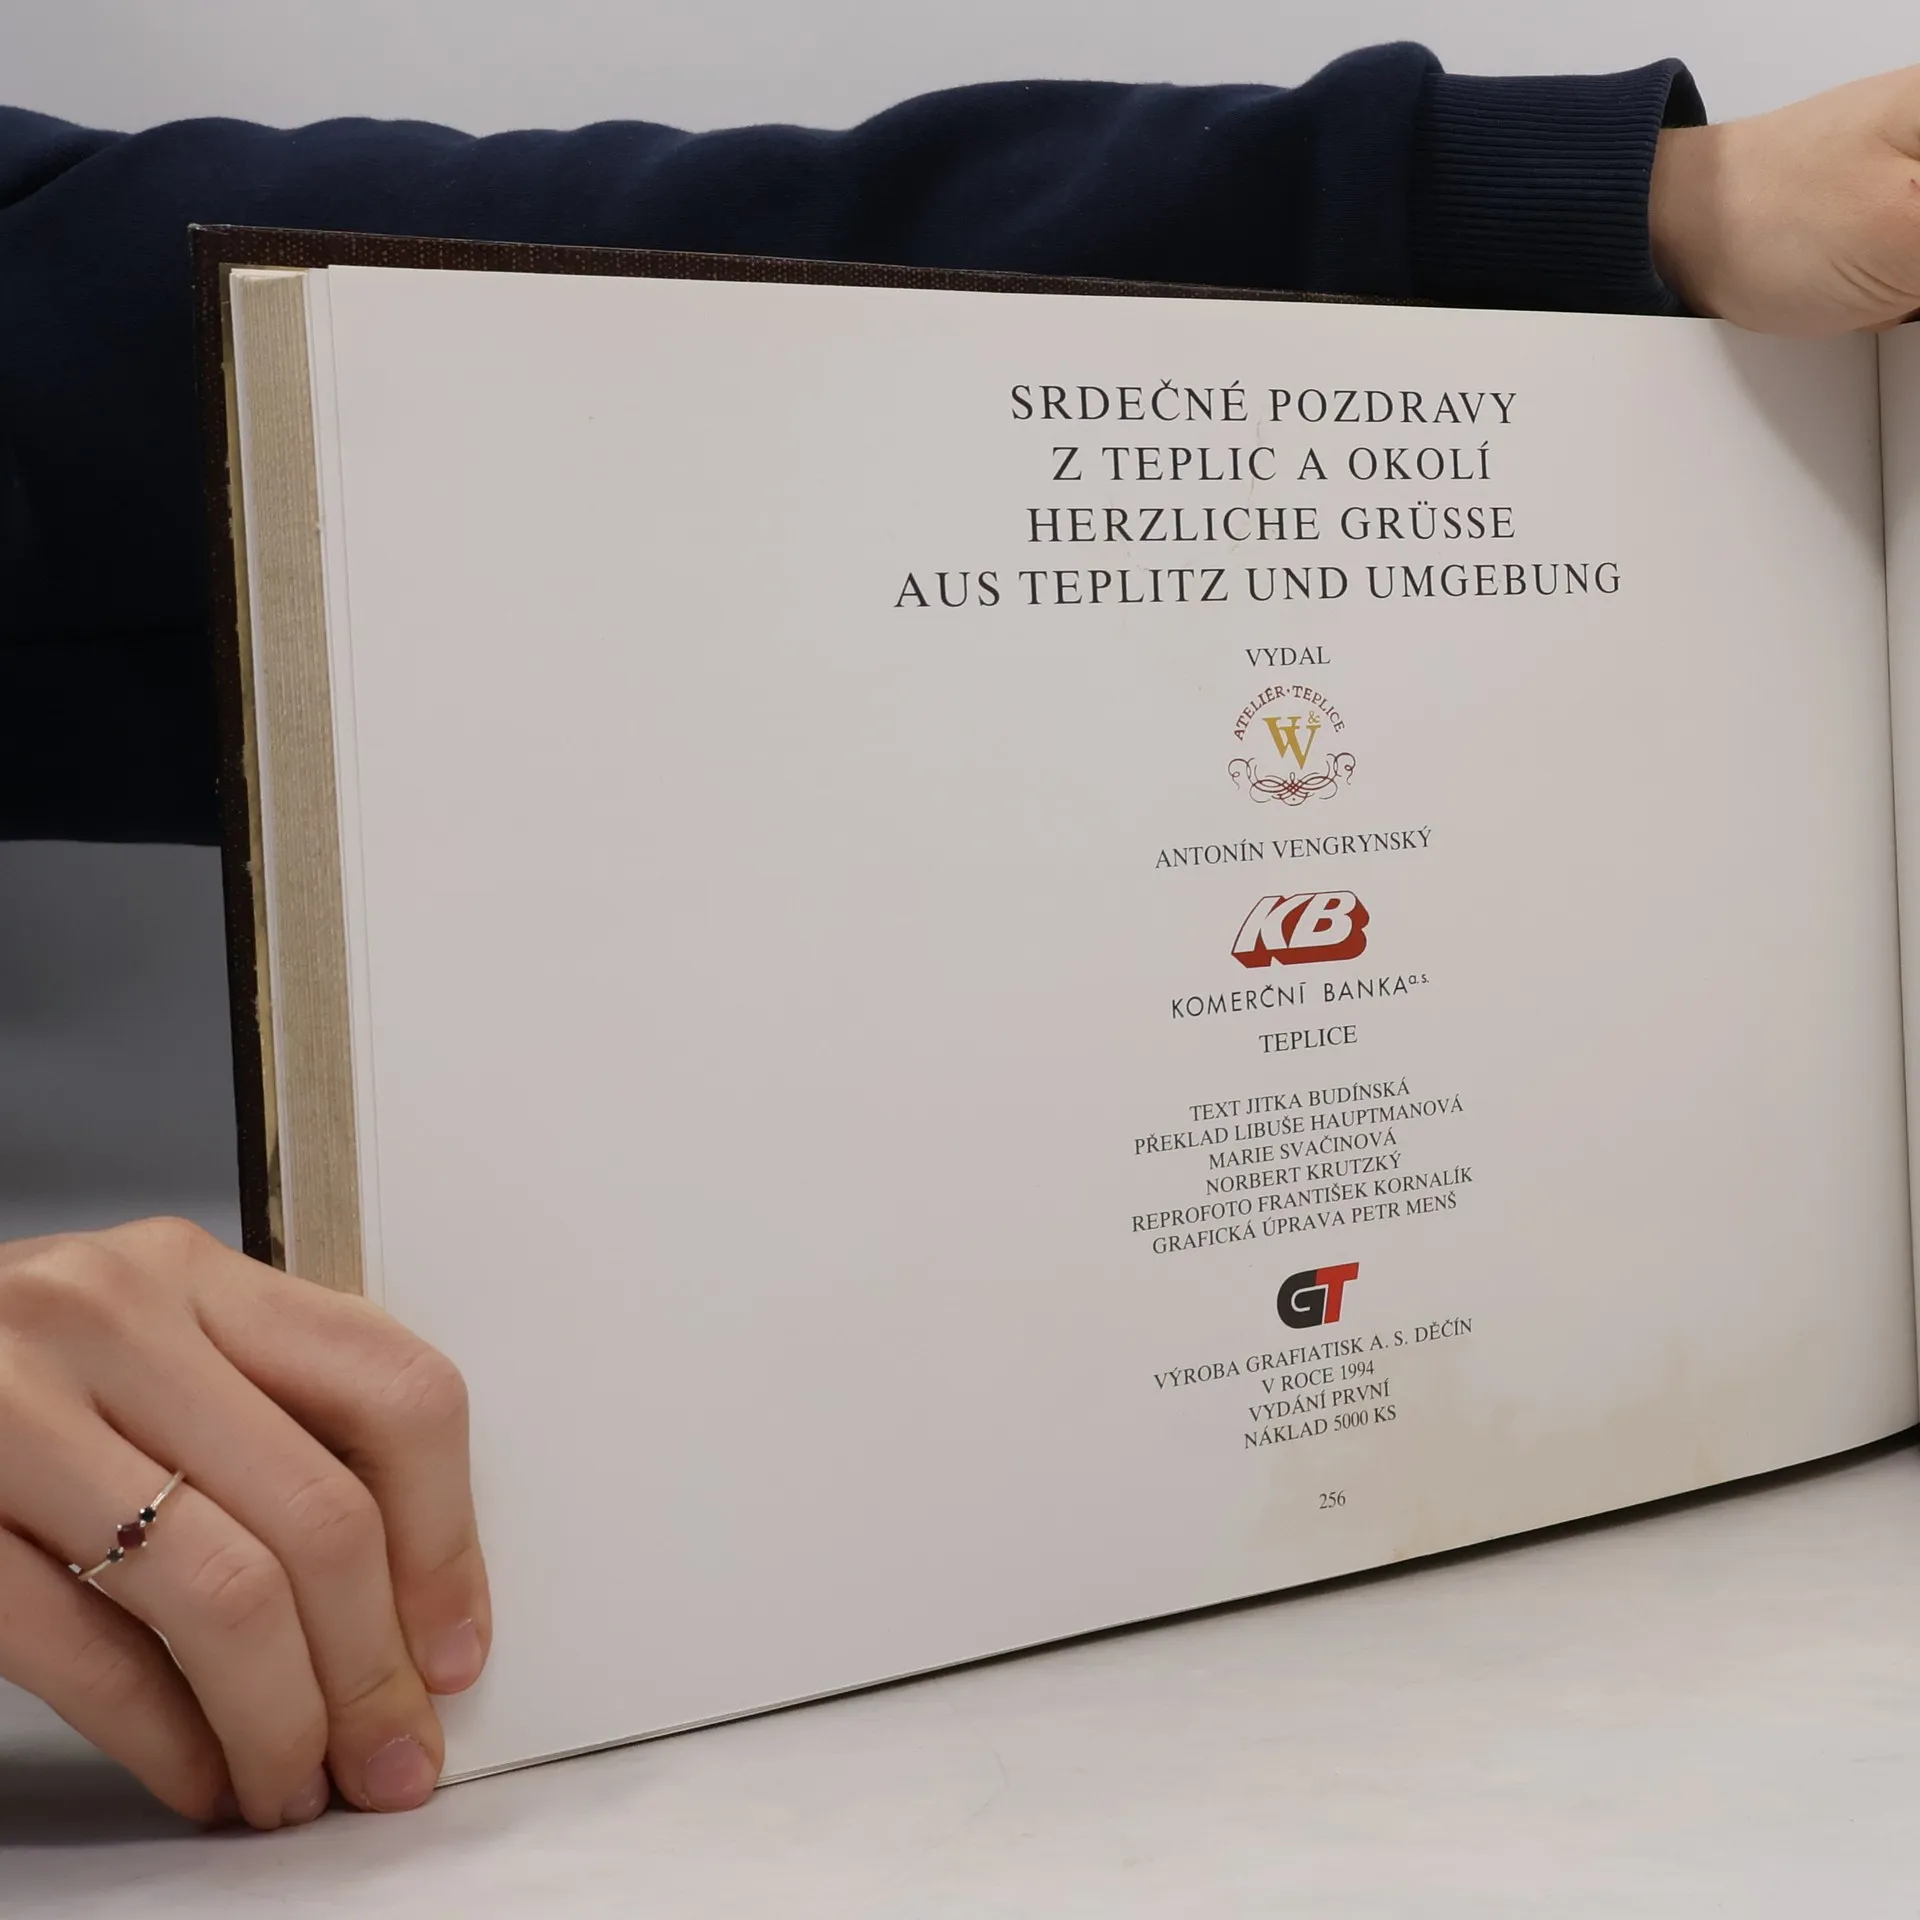 SRDEČNÉ POZDRAVY
Z TEPLIC A OKOLÍ
HERZLICHE GRÜSSE
AUS TEPLITZ UND UMGEBUNG
VYDAL
ATELIÉR·TEPLICE
V&V
ANTONÍN VENGRYNSKÝ
KB
KOMERČNÍ BANKA a.s.
TEPLICE
TEXT JITKA BUDÍNSKÁ
PŘEKLAD LIBUŠE HAUPTMANOVÁ
MARIE SVAČINOVÁ
NORBERT KRUTZKÝ
REPROFOTO FRANTIŠEK KORNALÍK
GRAFICKÁ ÚPRAVA PETR MENŠ
GT
VÝROBA GRAFIATISK A. S. DĚČÍN
V ROCE 1994
VYDÁNÍ PRVNÍ
NÁKLAD 5000 KS
256